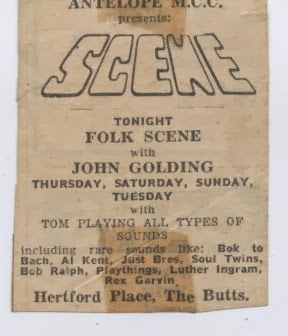 ANTELOPE M.C.C.
presents:
SCENE
TONIGHT
FOLK SCENE
with
JOHN GOLDING
THURSDAY, SATURDAY, SUNDAY,
TUESDAY
with
TOM PLAYING ALL TYPES OF
SOUNDS
including rare sounds like: Bok to
Bach, Al Kent, Just Bres, Soul Twins,
Bob Ralph, Playthings, Luther Ingram,
Rex Garvin
Hertford Place, The Butts.